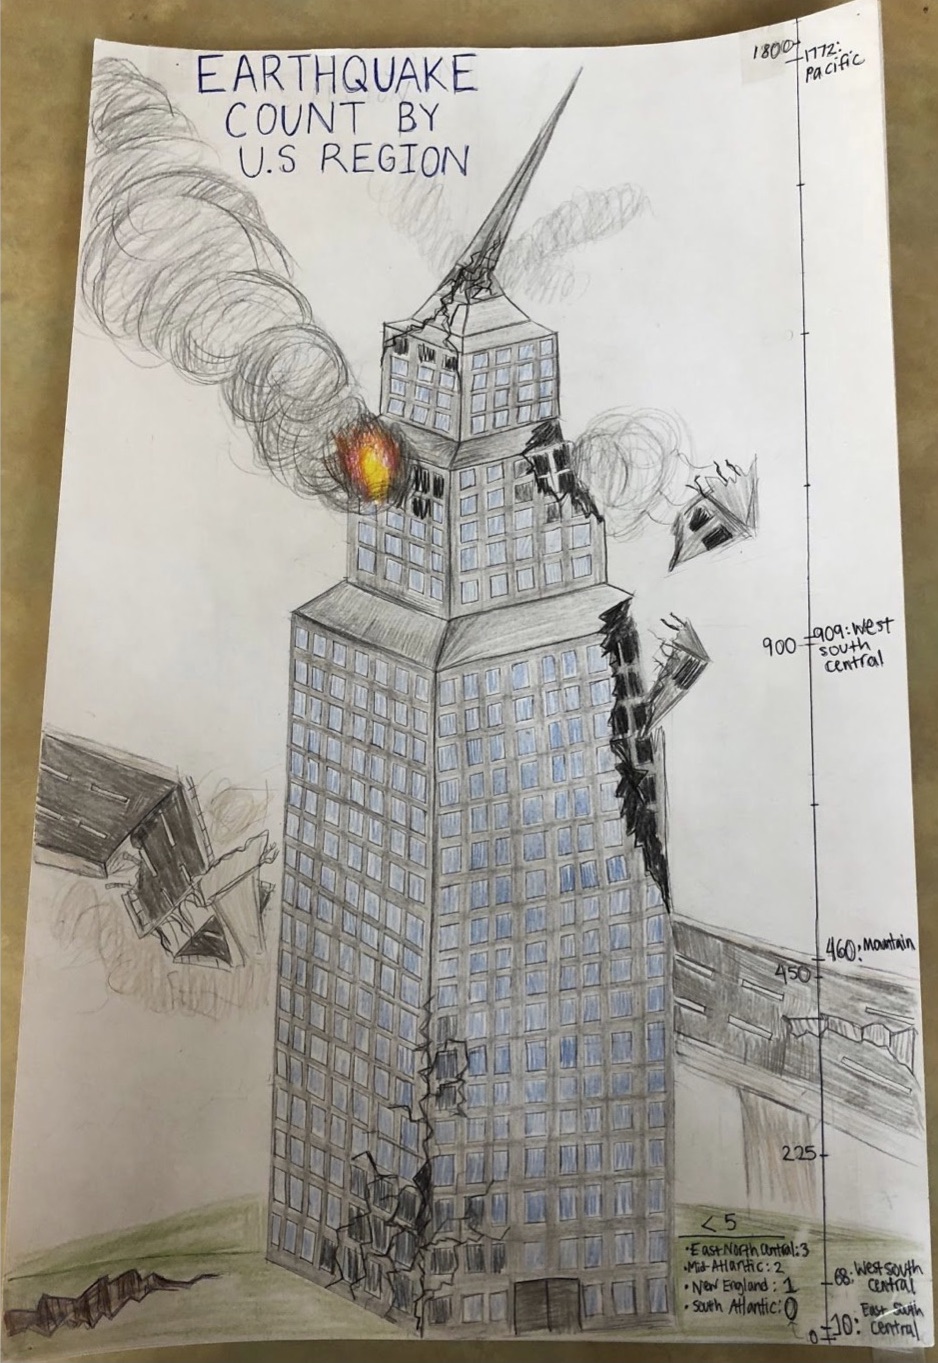 EARTHQUAKE
COUNT BY
U.S REGION
1800
1772:
Pacific
900
909: West
south
central
460: Mountain
450
225
< 5
• East North Central: 3
• Mid-Atlantic: 2
• New England: 1
• South Atlantic: 0
68: West south
central
10: East South
central
0